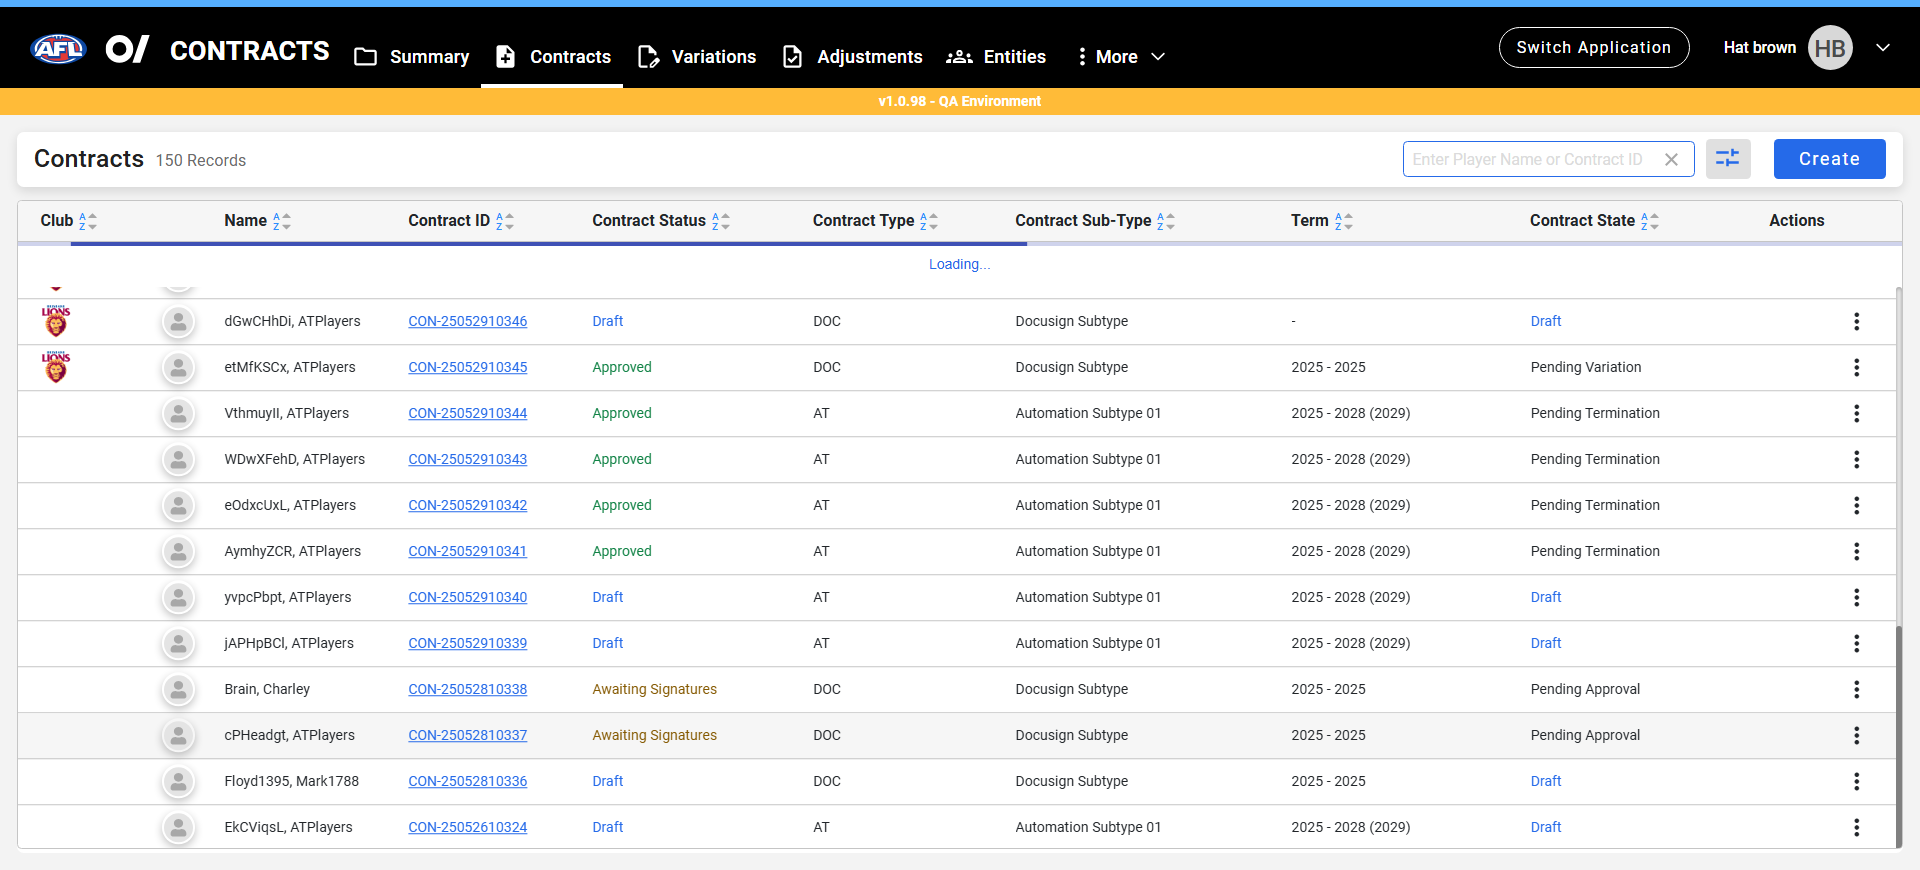 AFL CONTRACTS Summary Contracts Variations Adjustments Entities More Switch Application Hat brown HB
v1.0.98 - QA Environment
Contracts 150 Records Enter Player Name or Contract ID Create
Club Name Contract ID Contract Status Contract Type Contract Sub-Type Term Contract State Actions
Loading...
LIONS dGwCHhDi, ATPlayers CON-25052910346 Draft DOC Docusign Subtype - Draft
LIONS etMfKSCx, ATPlayers CON-25052910345 Approved DOC Docusign Subtype 2025 - 2025 Pending Variation
VthmuyII, ATPlayers CON-25052910344 Approved AT Automation Subtype 01 2025 - 2028 (2029) Pending Termination
WDwXFehD, ATPlayers CON-25052910343 Approved AT Automation Subtype 01 2025 - 2028 (2029) Pending Termination
eOdxcUxL, ATPlayers CON-25052910342 Approved AT Automation Subtype 01 2025 - 2028 (2029) Pending Termination
AymhyZCR, ATPlayers CON-25052910341 Approved AT Automation Subtype 01 2025 - 2028 (2029) Pending Termination
yvpcPbpt, ATPlayers CON-25052910340 Draft AT Automation Subtype 01 2025 - 2028 (2029) Draft
jAPHpBCl, ATPlayers CON-25052910339 Draft AT Automation Subtype 01 2025 - 2028 (2029) Draft
Brain, Charley CON-25052810338 Awaiting Signatures DOC Docusign Subtype 2025 - 2025 Pending Approval
cPHeadgt, ATPlayers CON-25052810337 Awaiting Signatures DOC Docusign Subtype 2025 - 2025 Pending Approval
Floyd1395, Mark1788 CON-25052810336 Draft DOC Docusign Subtype 2025 - 2025 Draft
EkCViqsL, ATPlayers CON-25052610324 Draft AT Automation Subtype 01 2025 - 2028 (2029) Draft